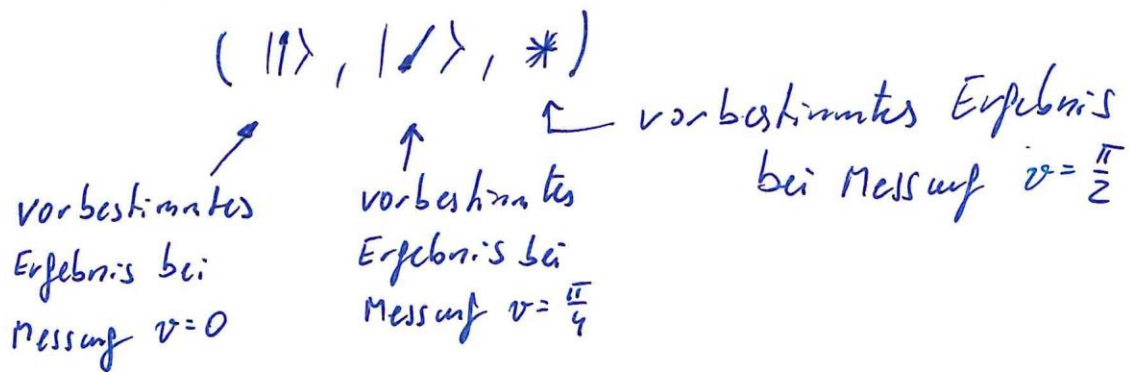 ( |↑⟩ , |↙⟩ , * )
vorbestimmtes Ergebnis
bei Messung ϑ = π/2
vorbestimmtes
Ergebnis bei
Messung ϑ = 0
vorbestimmtes
Ergebnis bei
Messung ϑ = π/4